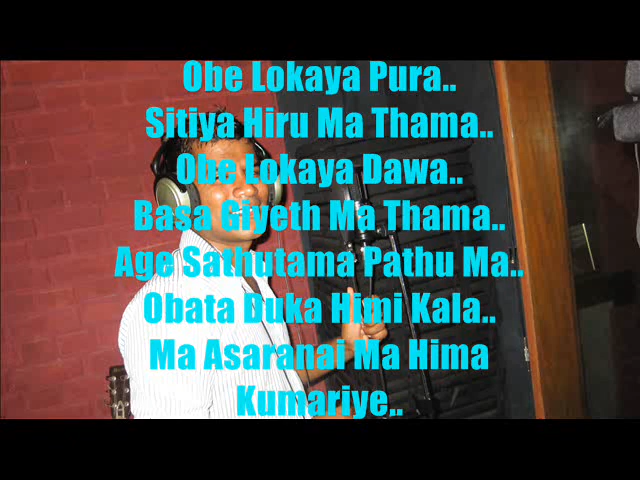 Obe Lokaya Pura..
Sitiya Hiru Ma Thama..
Obe Lokaya Dawa..
Basa Giyeth Ma Thama..
Age Sathutama Pathu Ma..
Obata Duka Himi Kala..
Ma Asaranai Ma Hima
Kumariye..